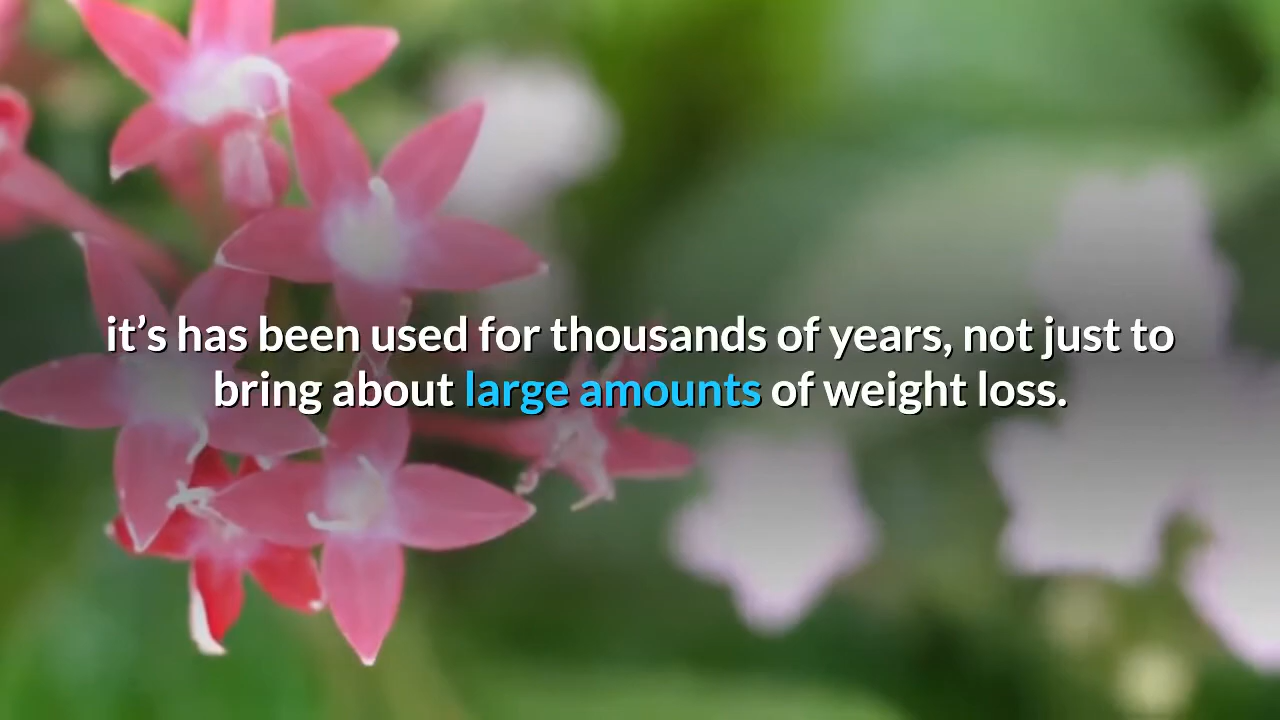 it’s has been used for thousands of years, not just to
bring about large amounts of weight loss.